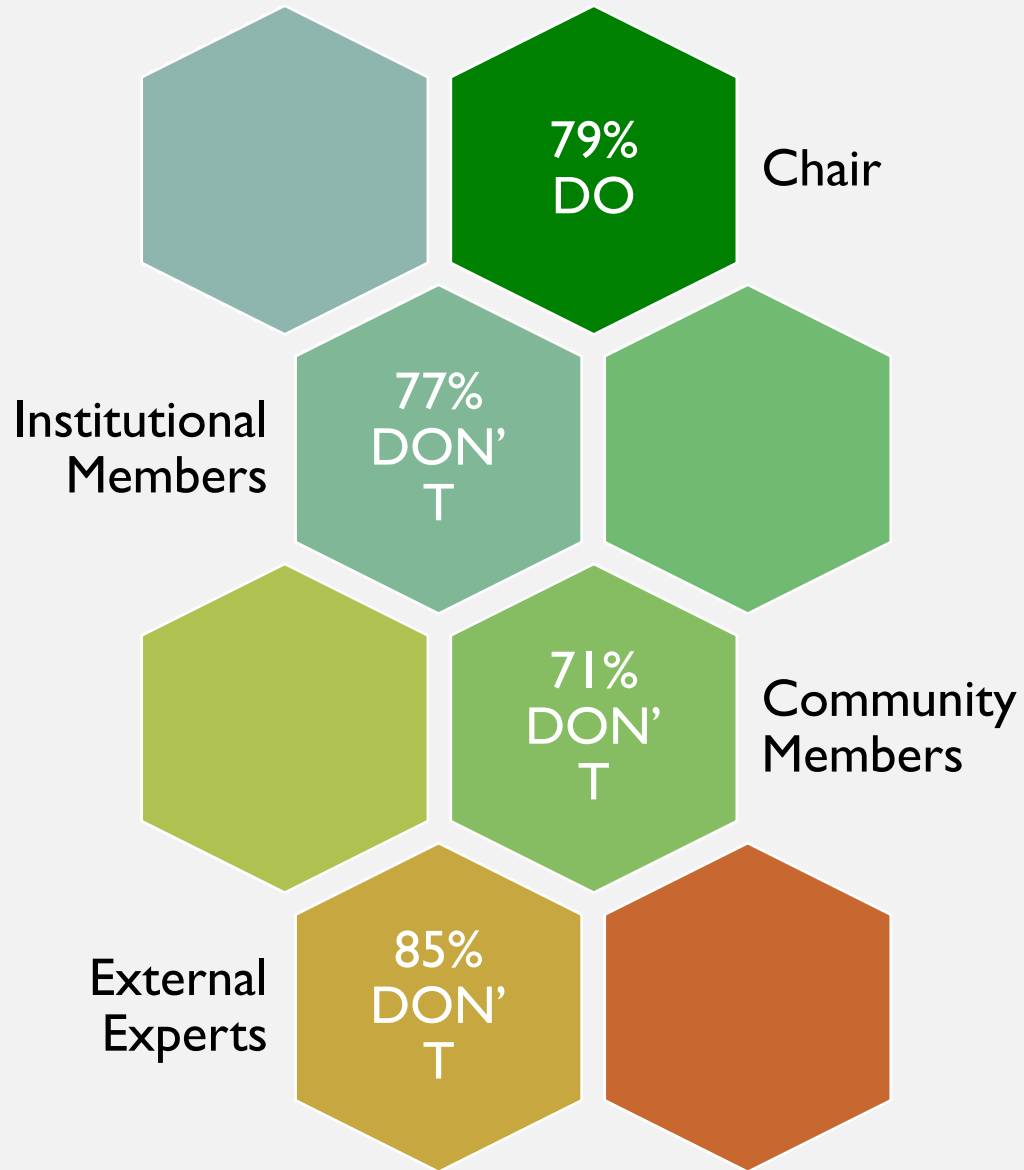 79%
DO
Chair
Institutional
Members
77%
DON’
T
71%
DON’
T
Community
Members
External
Experts
85%
DON’
T